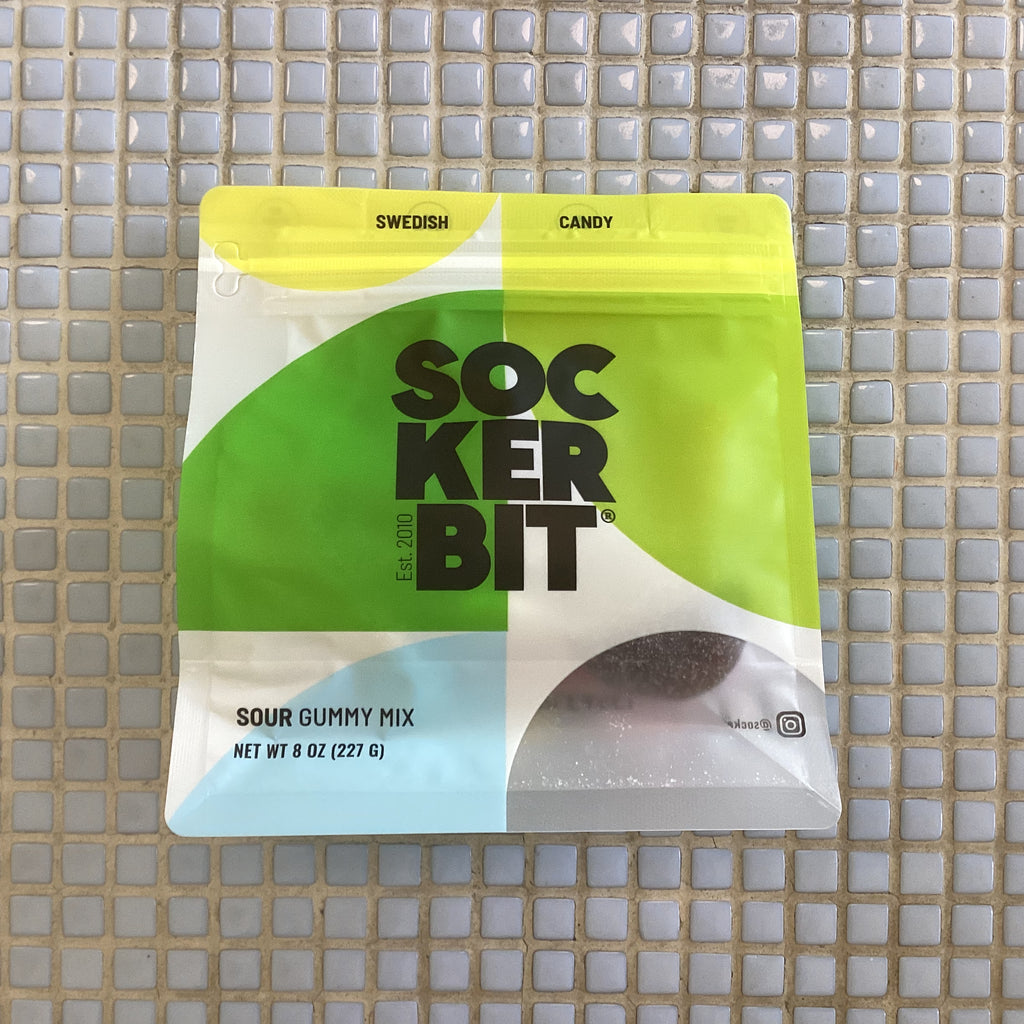 SWEDISH CANDY
SOC
KER
BIT®
Est. 2010
SOUR GUMMY MIX
NET WT 8 OZ (227 G)